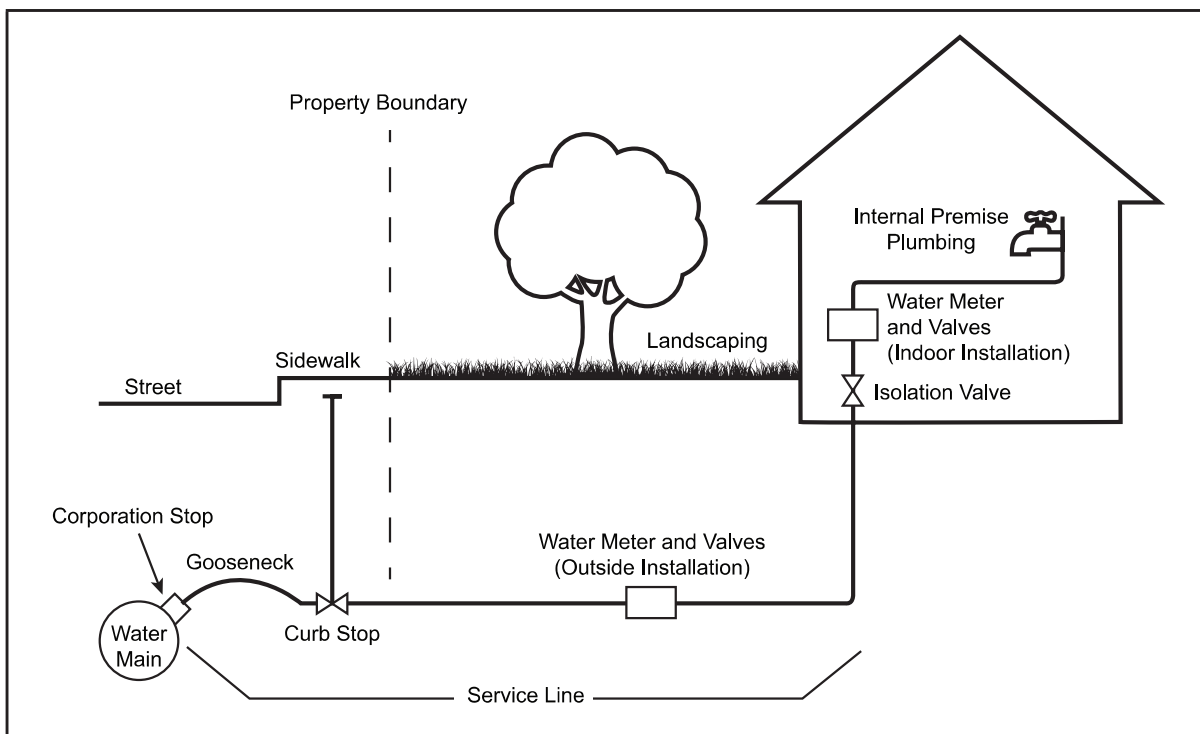 Property Boundary
Internal Premise
Plumbing
Water Meter
and Valves
(Indoor Installation)
Landscaping
Sidewalk
Street
Isolation Valve
Corporation Stop
Gooseneck
Water Meter and Valves
(Outside Installation)
Water
Main
Curb Stop
Service Line